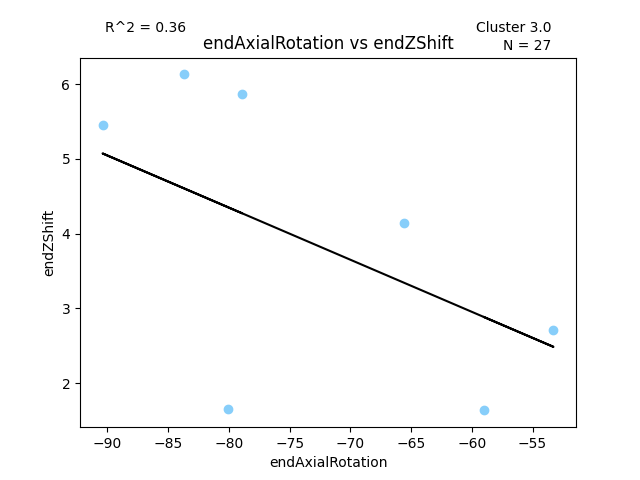 R^2 = 0.36
Cluster 3.0
N = 27
endAxialRotation vs endZShift
6
5
4
3
2
endZShift
−90 −85 −80 −75 −70 −65 −60 −55
endAxialRotation